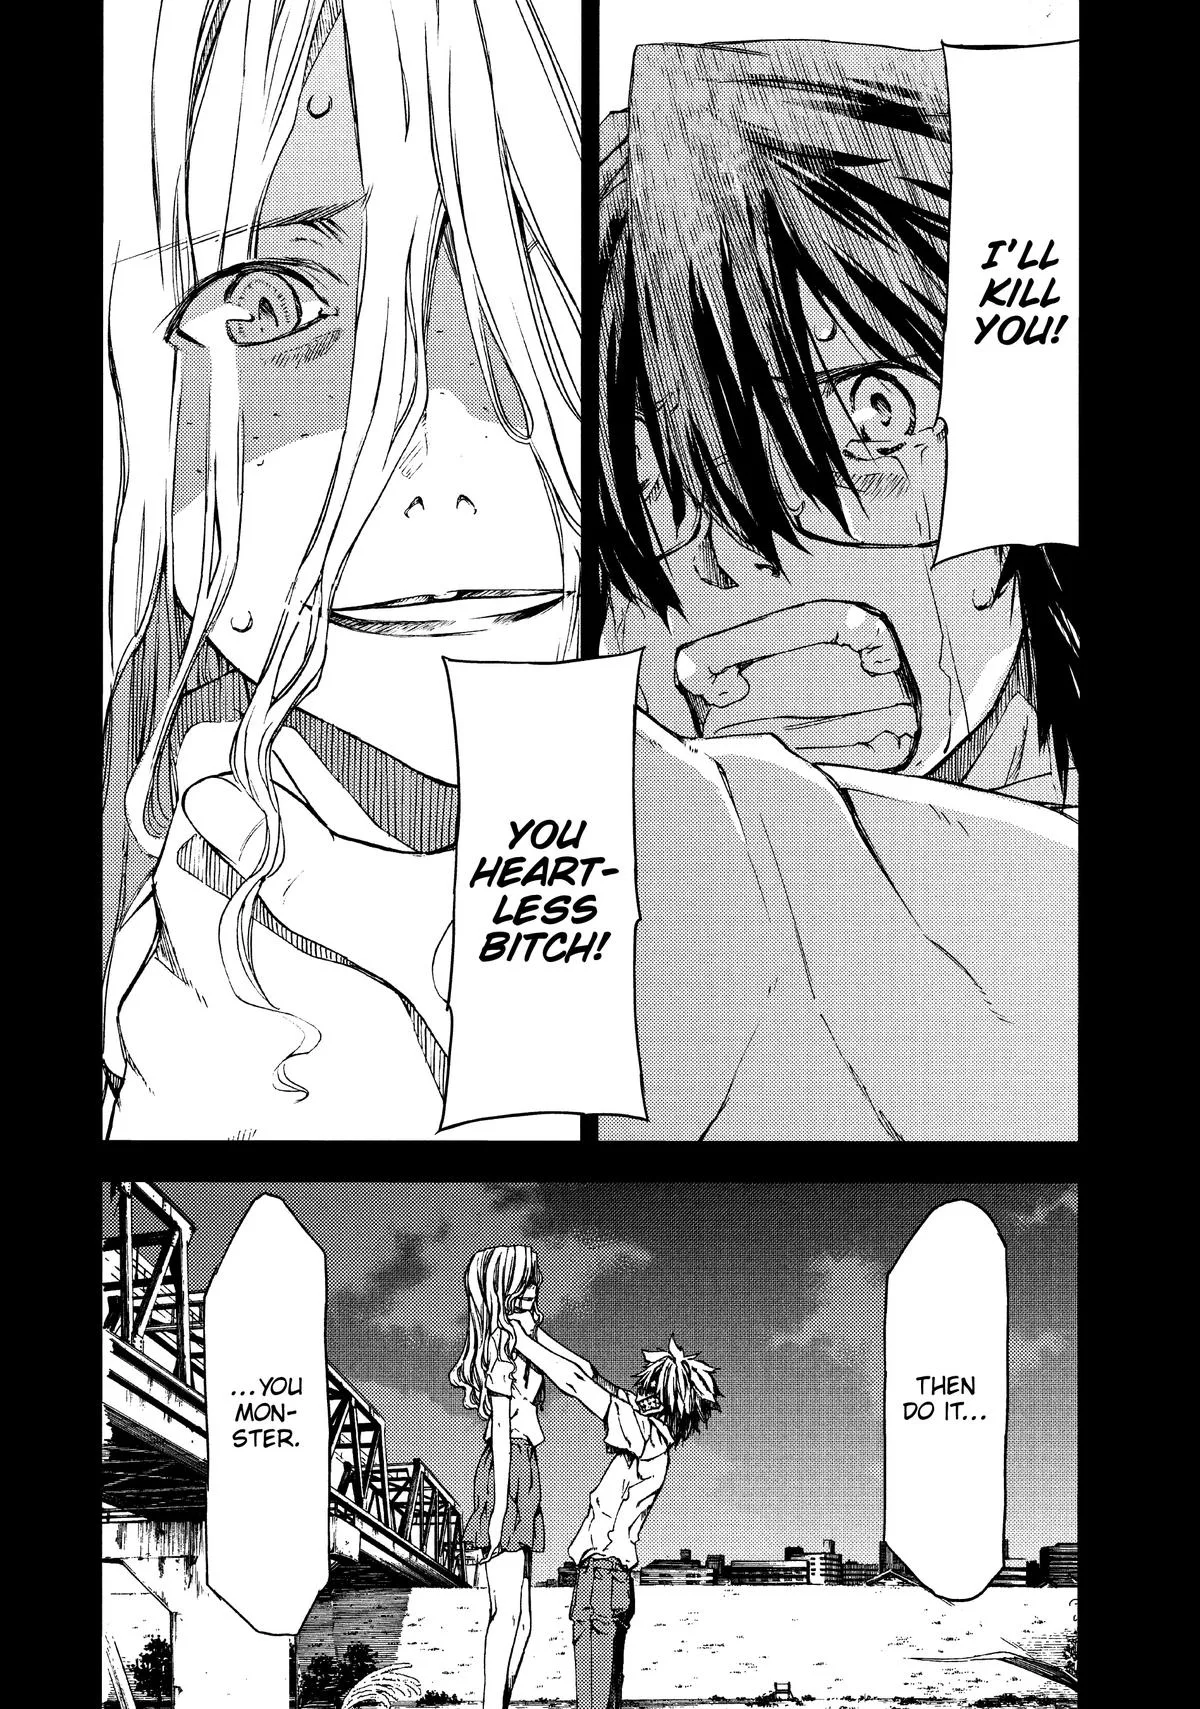 I'LL
KILL
YOU!
YOU
HEART-
LESS
BITCH!
THEN
DO IT...
...YOU
MON-
STER.